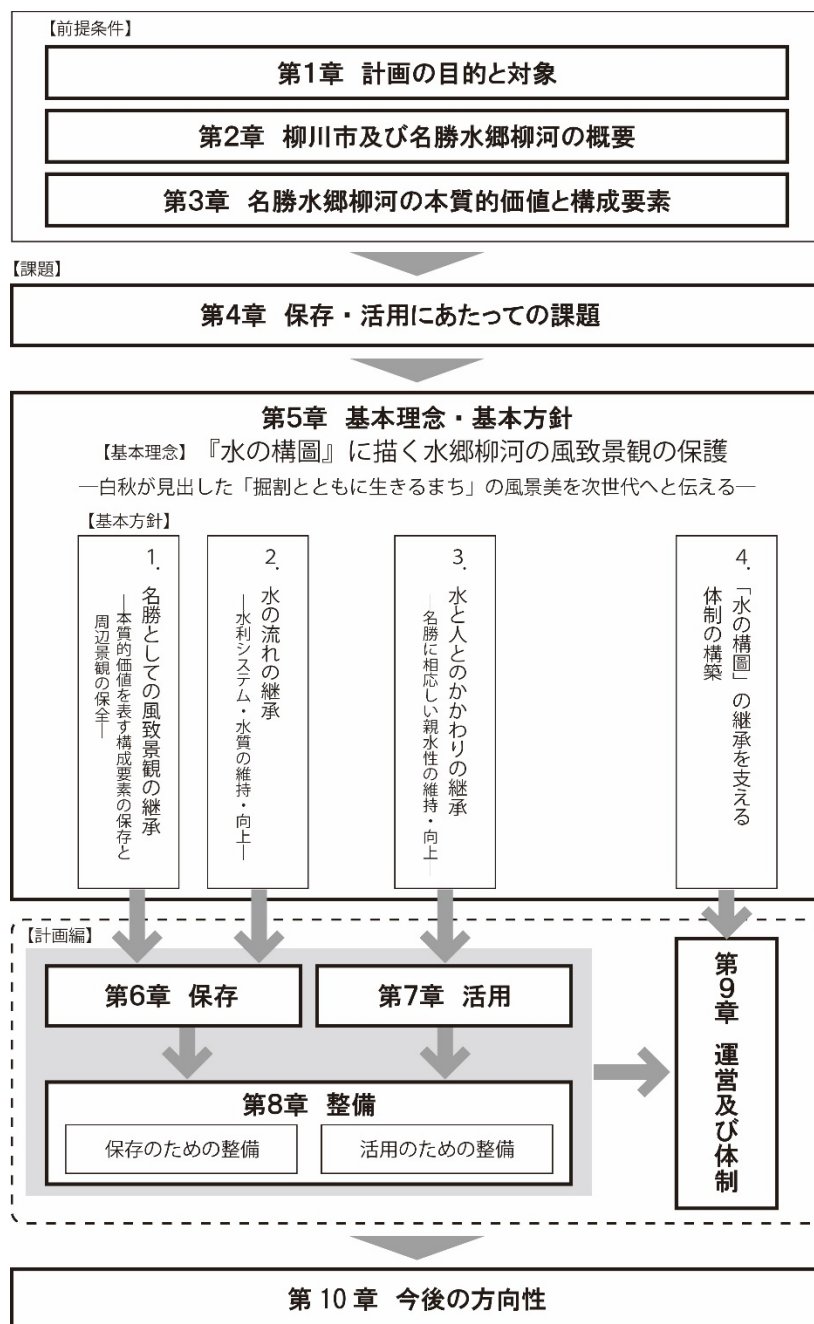 【前提条件】
第1章 計画の目的と対象
第2章 柳川市及び名勝水郷柳河の概要
第3章 名勝水郷柳河の本質的価値と構成要素
【課題】
第4章 保存・活用にあたっての課題
第5章 基本理念・基本方針
【基本理念】『水の構圖』に描く水郷柳河の風致景観の保護
―白秋が見出した「掘割とともに生きるまち」の風景美を次世代へと伝える―
【基本方針】
1．名勝としての風致景観の継承
―本質的価値を表す構成要素の保存と
周辺景観の保全―
2．水の流れの継承
―水利システム・水質の維持・向上―
3．水と人とのかかわりの継承
―名勝に相応しい親水性の維持・向上―
4．「水の構圖」の継承を支える
体制の構築
【計画編】
第6章 保存
第7章 活用
第8章 整備
保存のための整備
活用のための整備
第9章 運営及び体制
第10章 今後の方向性